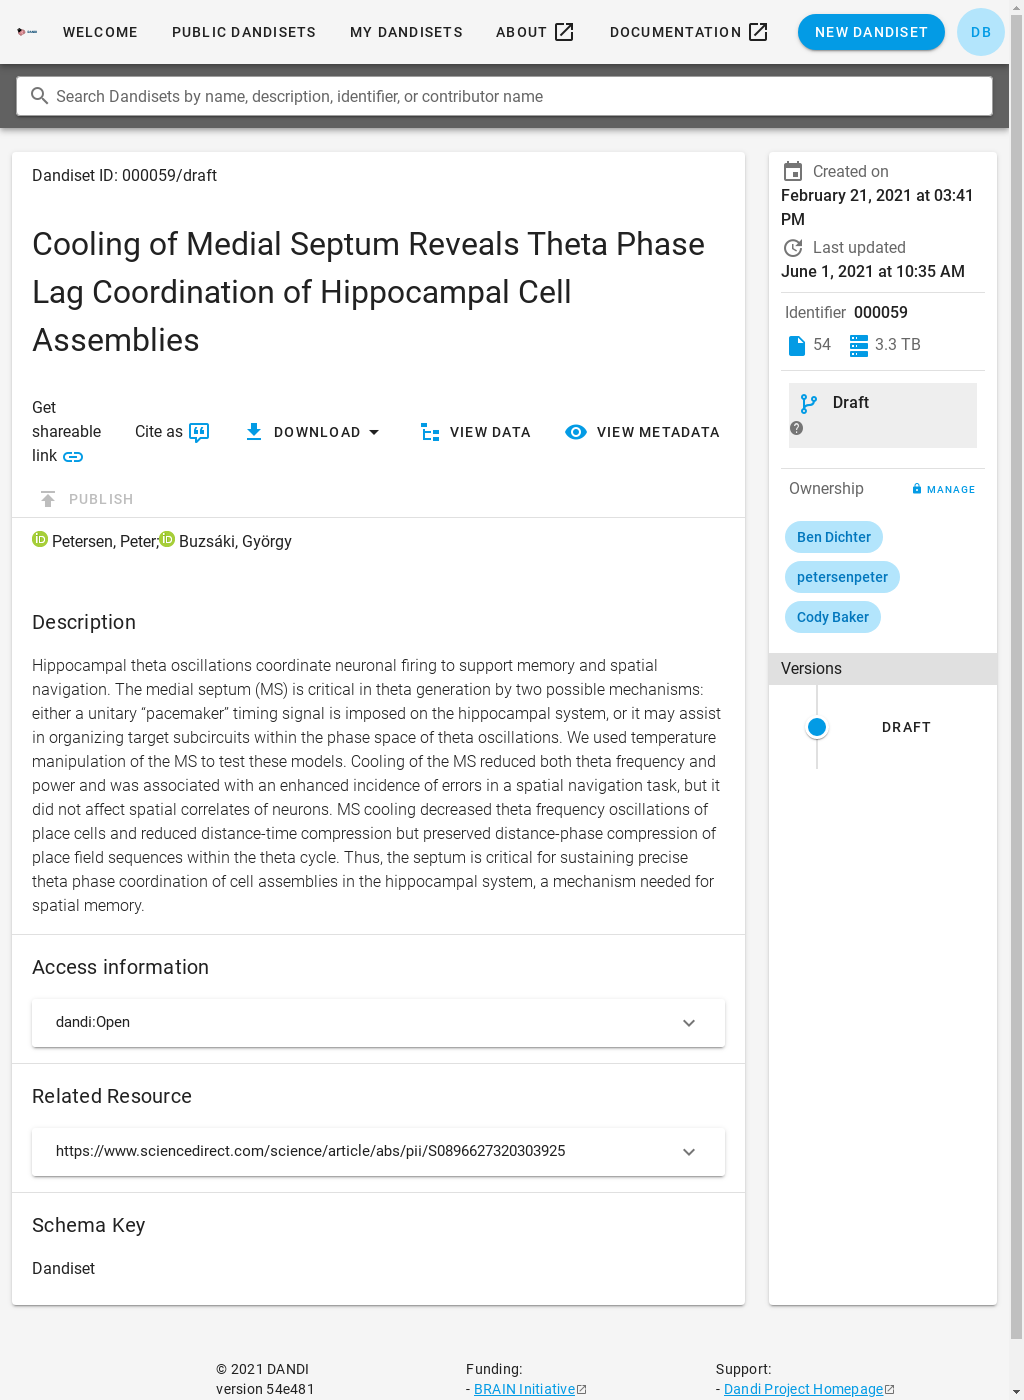 WELCOME PUBLIC DANDISETS MY DANDISETS ABOUT DOCUMENTATION NEW DANDISET DB
Search Dandisets by name, description, identifier, or contributor name
Dandiset ID: 000059/draft
Cooling of Medial Septum Reveals Theta Phase
Lag Coordination of Hippocampal Cell
Assemblies
Get
shareable
link
Cite as
DOWNLOAD
VIEW DATA
VIEW METADATA
PUBLISH
Petersen, Peter; Buzsáki, György
Description
Hippocampal theta oscillations coordinate neuronal firing to support memory and spatial
navigation. The medial septum (MS) is critical in theta generation by two possible mechanisms:
either a unitary “pacemaker” timing signal is imposed on the hippocampal system, or it may assist
in organizing target subcircuits within the phase space of theta oscillations. We used temperature
manipulation of the MS to test these models. Cooling of the MS reduced both theta frequency and
power and was associated with an enhanced incidence of errors in a spatial navigation task, but it
did not affect spatial correlates of neurons. MS cooling decreased theta frequency oscillations of
place cells and reduced distance-time compression but preserved distance-phase compression of
place field sequences within the theta cycle. Thus, the septum is critical for sustaining precise
theta phase coordination of cell assemblies in the hippocampal system, a mechanism needed for
spatial memory.
Access information
dandi:Open
Related Resource
https://www.sciencedirect.com/science/article/abs/pii/S0896627320303925
Schema Key
Dandiset
Created on
February 21, 2021 at 03:41
PM
Last updated
June 1, 2021 at 10:35 AM
Identifier 000059
54 3.3 TB
Draft
Ownership MANAGE
Ben Dichter
petersenpeter
Cody Baker
Versions
DRAFT
© 2021 DANDI
version 54e481
Funding:
- BRAIN Initiative
Support:
- Dandi Project Homepage